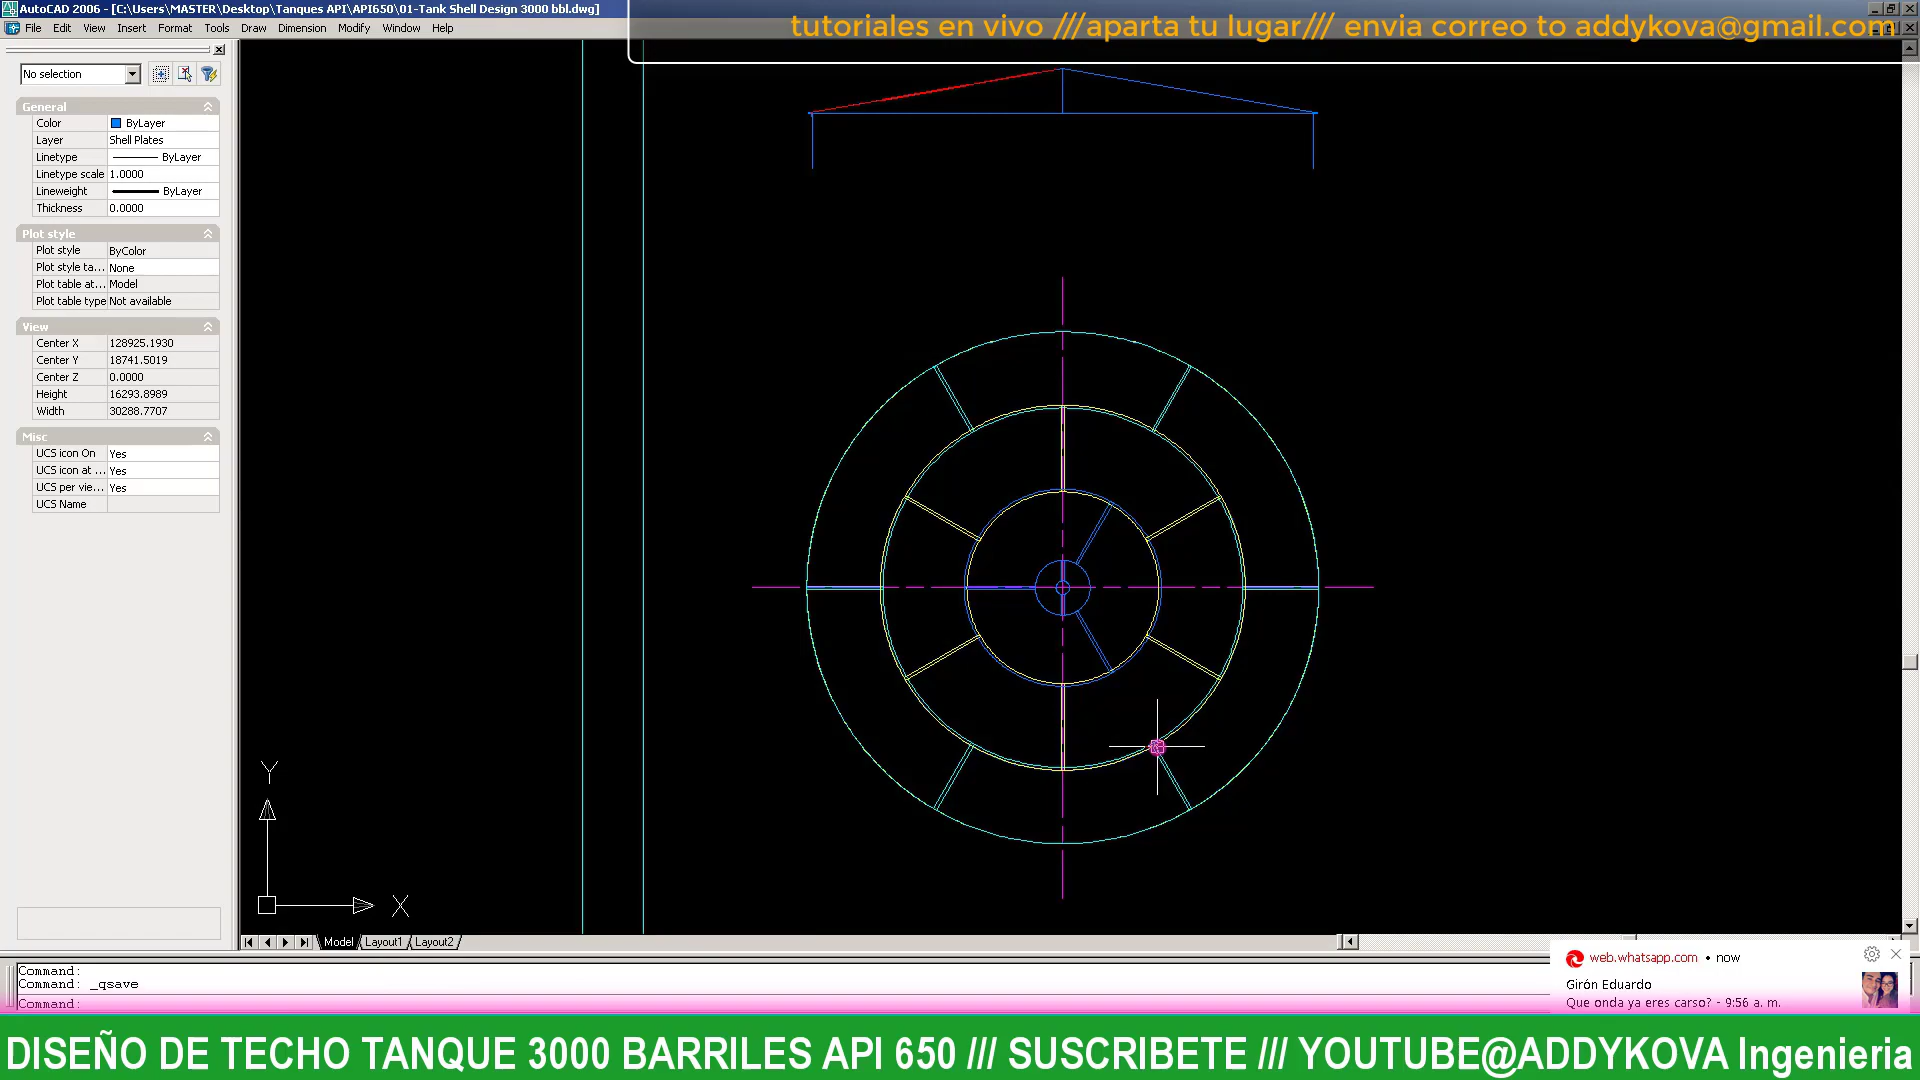 AutoCAD 2006 - [C:\Users\MASTER\Desktop\Tanques API\API650\01-Tank Shell Design 3000 bbl.dwg]
tutoriales en vivo ///aparta tu lugar/// envia correo to addykova@gmail.com
File Edit View Insert Format Tools Draw Dimension Modify Window Help
No selection
General
Color ByLayer
Layer Shell Plates
Linetype ByLayer
Linetype scale 1.0000
Lineweight ByLayer
Thickness 0.0000
Plot style
Plot style ByColor
Plot style ta... None
Plot table at... Model
Plot table type Not available
View
Center X 128925.1930
Center Y 18741.5019
Center Z 0.0000
Height 16293.8989
Width 30288.7707
Misc
UCS icon On Yes
UCS icon at ... Yes
UCS per vie... Yes
UCS Name
Y
X
Model Layout1 Layout2
Command:
Command: _qsave
Command:
web.whatsapp.com • now
Girón Eduardo
Que onda ya eres carso? - 9:56 a. m.
DISEÑO DE TECHO TANQUE 3000 BARRILES API 650 /// SUSCRIBETE /// YOUTUBE@ADDYKOVA Ingenieria